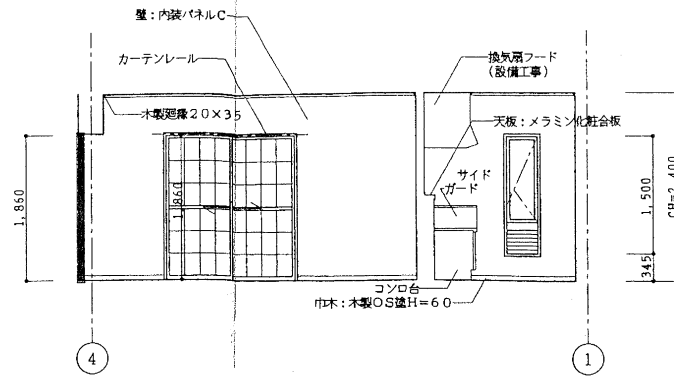 壁：内装パネルC
カーテンレール
換気扇フード
(設備工事)
木製廻縁20×35
天板：メラミン化粧合板
サイド
ガード
1,860
1,860
1,500
CH=2,400
345
コンロ台
巾木：木製OS塗H=60
4
1